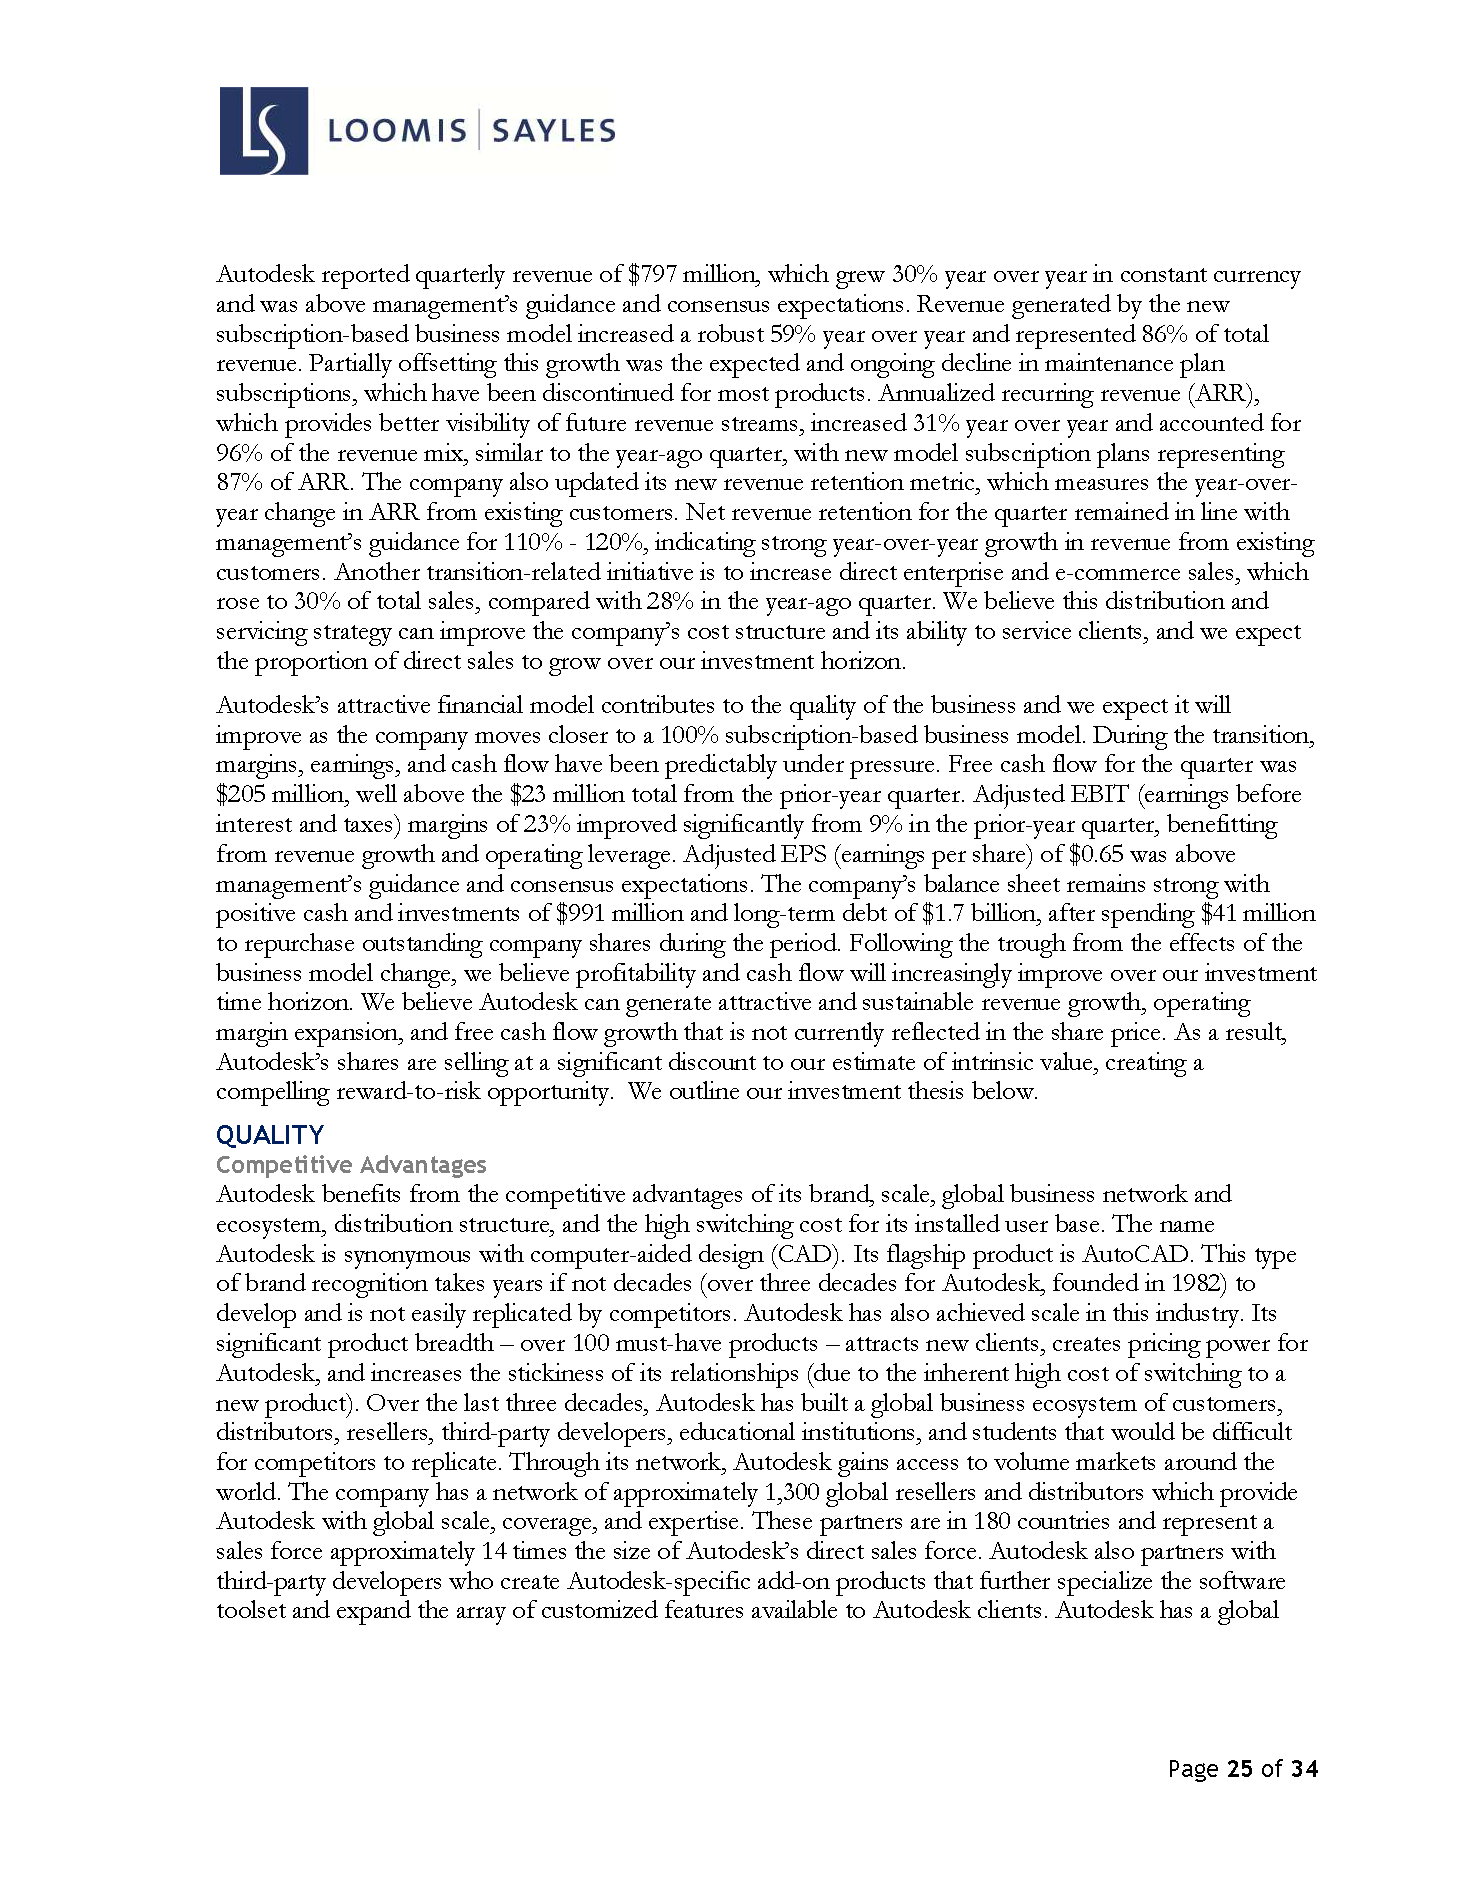 LS LOOMIS | SAYLES
Autodesk reported quarterly revenue of $797 million, which grew 30% year over year in constant currency
and was above management's guidance and consensus expectations. Revenue generated by the new
subscription-based business model increased a robust 59% year over year and represented 86% of total
revenue. Partially offsetting this growth was the expected and ongoing decline in maintenance plan
subscriptions, which have been discontinued for most products. Annualized recurring revenue (ARR),
which provides better visibility of future revenue streams, increased 31% year over year and accounted for
96% of the revenue mix, similar to the year-ago quarter, with new model subscription plans representing
87% of ARR. The company also updated its new revenue retention metric, which measures the year-over-
year change in ARR from existing customers. Net revenue retention for the quarter remained in line with
management's guidance for 110% - 120%, indicating strong year-over-year growth in revenue from existing
customers. Another transition-related initiative is to increase direct enterprise and e-commerce sales, which
rose to 30% of total sales, compared with 28% in the year-ago quarter. We believe this distribution and
servicing strategy can improve the company's cost structure and its ability to service clients, and we expect
the proportion of direct sales to grow over our investment horizon.
Autodesk's attractive financial model contributes to the quality of the business and we expect it will
improve as the company moves closer to a 100% subscription-based business model. During the transition,
margins, earnings, and cash flow have been predictably under pressure. Free cash flow for the quarter was
$205 million, well above the $23 million total from the prior-year quarter. Adjusted EBIT (earnings before
interest and taxes) margins of 23% improved significantly from 9% in the prior-year quarter, benefitting
from revenue growth and operating leverage. Adjusted EPS (earnings per share) of $0.65 was above
management's guidance and consensus expectations. The company's balance sheet remains strong with
positive cash and investments of $991 million and long-term debt of $1.7 billion, after spending $41 million
to repurchase outstanding company shares during the period. Following the trough from the effects of the
business model change, we believe profitability and cash flow will increasingly improve over our investment
time horizon. We believe Autodesk can generate attractive and sustainable revenue growth, operating
margin expansion, and free cash flow growth that is not currently reflected in the share price. As a result,
Autodesk's shares are selling at a significant discount to our estimate of intrinsic value, creating a
compelling reward-to-risk opportunity.  We outline our investment thesis below.
QUALITY
Competitive Advantages
Autodesk benefits from the competitive advantages of its brand, scale, global business network and
ecosystem, distribution structure, and the high switching cost for its installed user base. The name
Autodesk is synonymous with computer-aided design (CAD). Its flagship product is AutoCAD. This type
of brand recognition takes years if not decades (over three decades for Autodesk, founded in 1982) to
develop and is not easily replicated by competitors. Autodesk has also achieved scale in this industry. Its
significant product breadth – over 100 must-have products – attracts new clients, creates pricing power for
Autodesk, and increases the stickiness of its relationships (due to the inherent high cost of switching to a
new product). Over the last three decades, Autodesk has built a global business ecosystem of customers,
distributors, resellers, third-party developers, educational institutions, and students that would be difficult
for competitors to replicate. Through its network, Autodesk gains access to volume markets around the
world. The company has a network of approximately 1,300 global resellers and distributors which provide
Autodesk with global scale, coverage, and expertise. These partners are in 180 countries and represent a
sales force approximately 14 times the size of Autodesk's direct sales force. Autodesk also partners with
third-party developers who create Autodesk-specific add-on products that further specialize the software
toolset and expand the array of customized features available to Autodesk clients. Autodesk has a global
Page 25 of 34